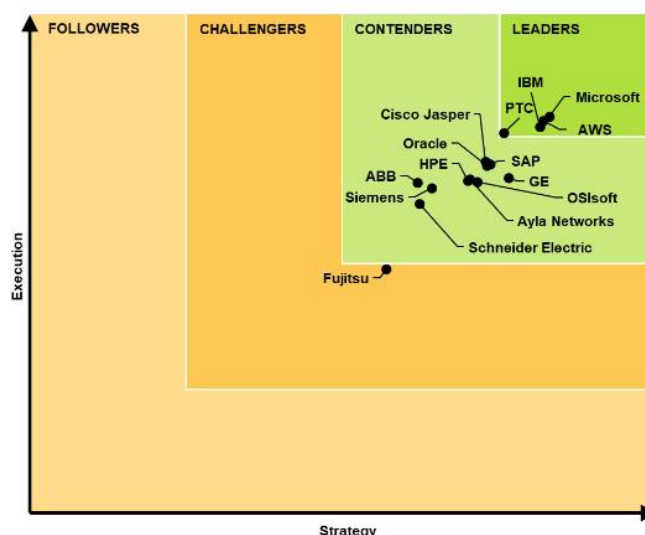 FOLLOWERS
CHALLENGERS
CONTENDERS
LEADERS
IBM
Microsoft
PTC
Cisco Jasper
AWS
Oracle
SAP
HPE
ABB
GE
Siemens
OSIsoft
Ayla Networks
Schneider Electric
Fujitsu
Execution
Strategy